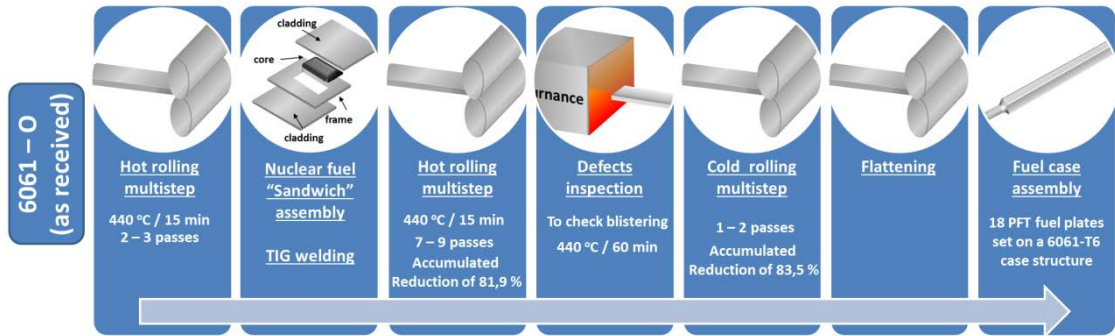 6061 – O
(as received)
Hot rolling
multistep
440 ºC / 15 min
2 – 3 passes
cladding
core
frame
cladding
Nuclear fuel
“Sandwich”
assembly
TIG welding
Hot rolling
multistep
440 ºC / 15 min
7 – 9 passes
Accumulated
Reduction of 81,9 %
urnance
Defects
inspection
To check blistering
440 ºC / 60 min
Cold rolling
multistep
1 – 2 passes
Accumulated
Reduction of 83,5 %
Flattening
Fuel case
assembly
18 PFT fuel plates
set on a 6061-T6
case structure